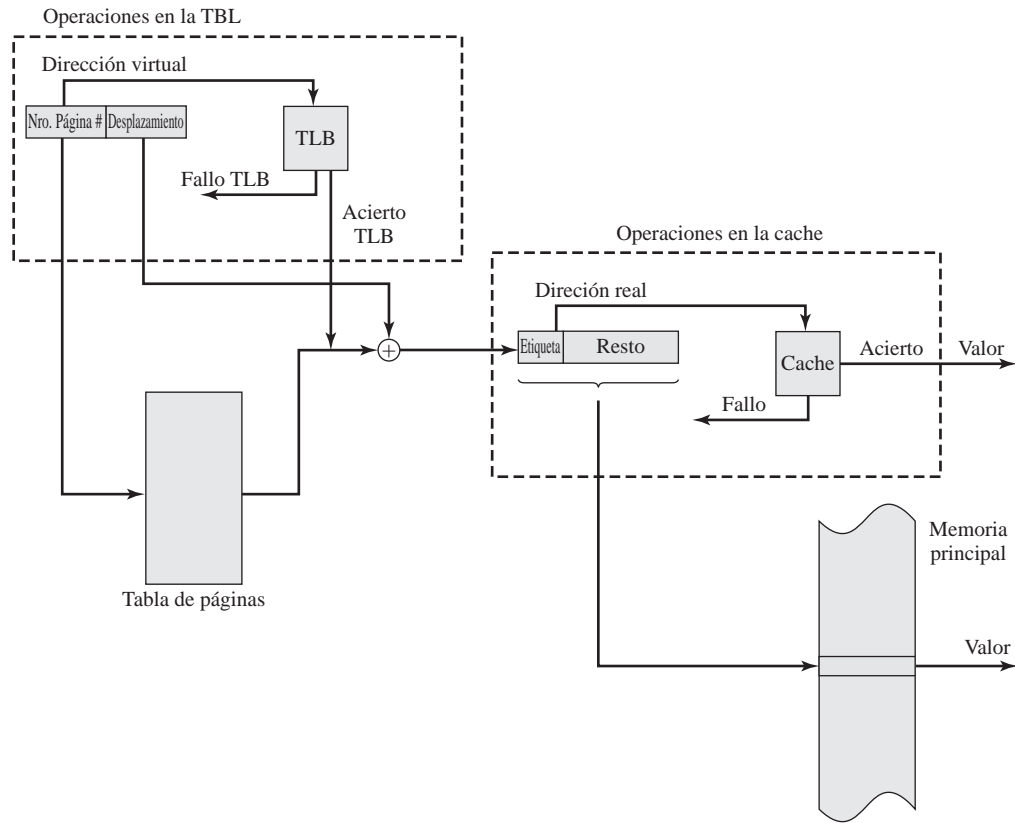 Operaciones en la TBL
Dirección virtual
Nro. Página #
Desplazamiento
TLB
Fallo TLB
Acierto
TLB
Operaciones en la cache
Direción real
Etiqueta
Resto
Cache
Acierto
Valor
Fallo
Tabla de páginas
Memoria
principal
Valor